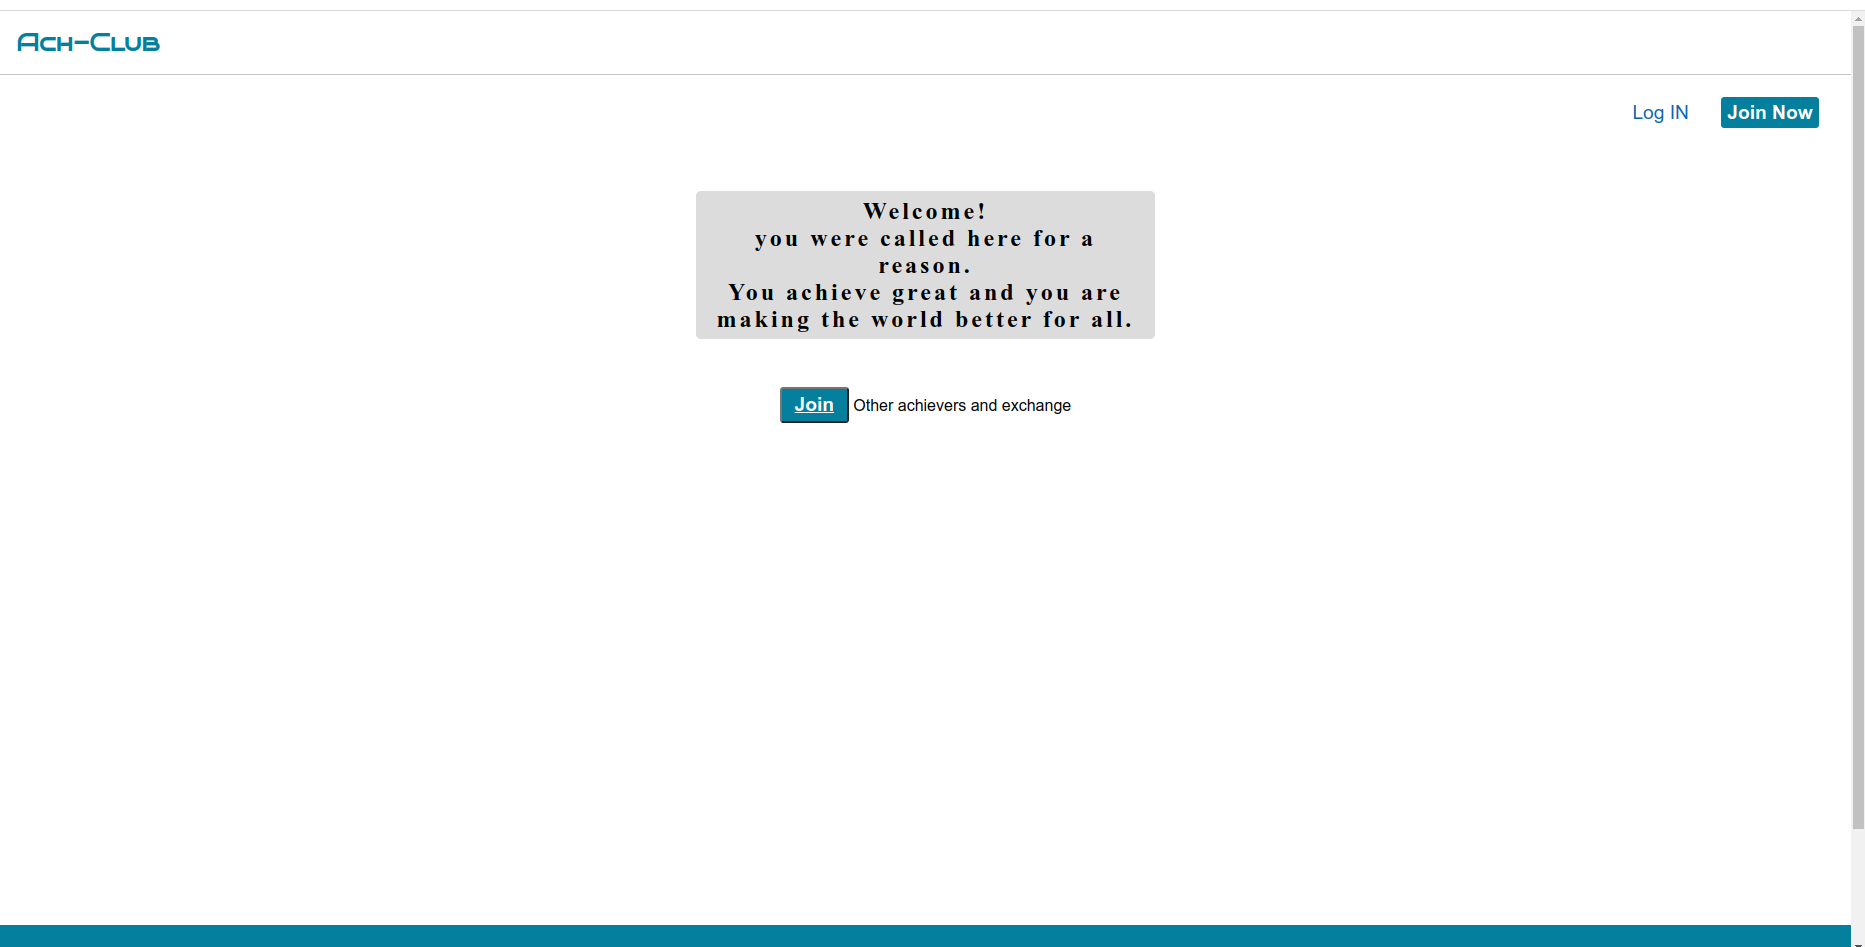 Ach-Club
Log IN
Join Now
Welcome!
you were called here for a
reason.
You achieve great and you are
making the world better for all.
Join Other achievers and exchange